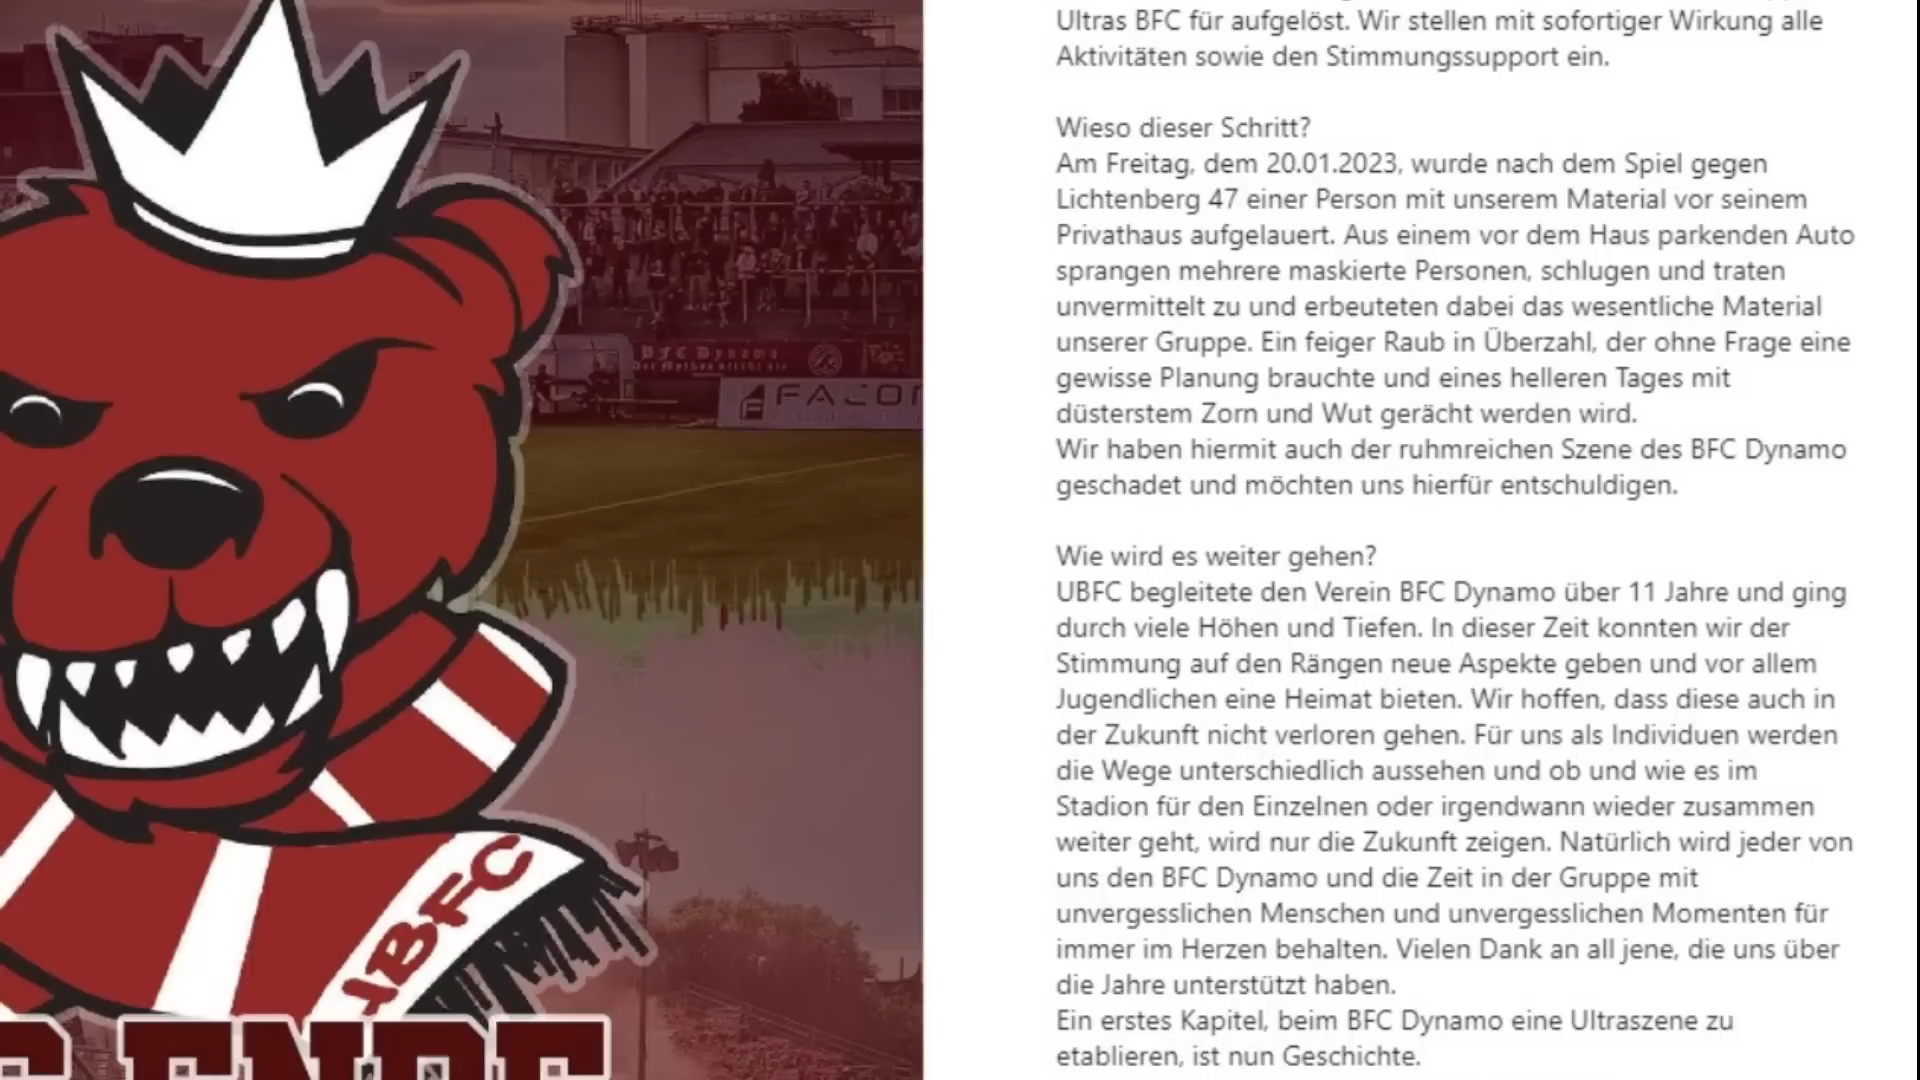 Ultras BFC für aufgelöst. Wir stellen mit sofortiger Wirkung alle
Aktivitäten sowie den Stimmungssupport ein.
Wieso dieser Schritt?
Am Freitag, dem 20.01.2023, wurde nach dem Spiel gegen
Lichtenberg 47 einer Person mit unserem Material vor seinem
Privathaus aufgelauert. Aus einem vor dem Haus parkenden Auto
sprangen mehrere maskierte Personen, schlugen und traten
unvermittelt zu und erbeuteten dabei das wesentliche Material
unserer Gruppe. Ein feiger Raub in Überzahl, der ohne Frage eine
gewisse Planung brauchte und eines helleren Tages mit
düsterstem Zorn und Wut gerächt werden wird.
Wir haben hiermit auch der ruhmreichen Szene des BFC Dynamo
geschadet und möchten uns hierfür entschuldigen.
Wie wird es weiter gehen?
UBFC begleitete den Verein BFC Dynamo über 11 Jahre und ging
durch viele Höhen und Tiefen. In dieser Zeit konnten wir der
Stimmung auf den Rängen neue Aspekte geben und vor allem
Jugendlichen eine Heimat bieten. Wir hoffen, dass diese auch in
der Zukunft nicht verloren gehen. Für uns als Individuen werden
die Wege unterschiedlich aussehen und ob und wie es im
Stadion für den Einzelnen oder irgendwann wieder zusammen
weiter geht, wird nur die Zukunft zeigen. Natürlich wird jeder von
uns den BFC Dynamo und die Zeit in der Gruppe mit
unvergesslichen Menschen und unvergesslichen Momenten für
immer im Herzen behalten. Vielen Dank an all jene, die uns über
die Jahre unterstützt haben.
Ein erstes Kapitel, beim BFC Dynamo eine Ultraszene zu
etablieren, ist nun Geschichte.
BFC Dynamo
FALCO
BFC
ENDE